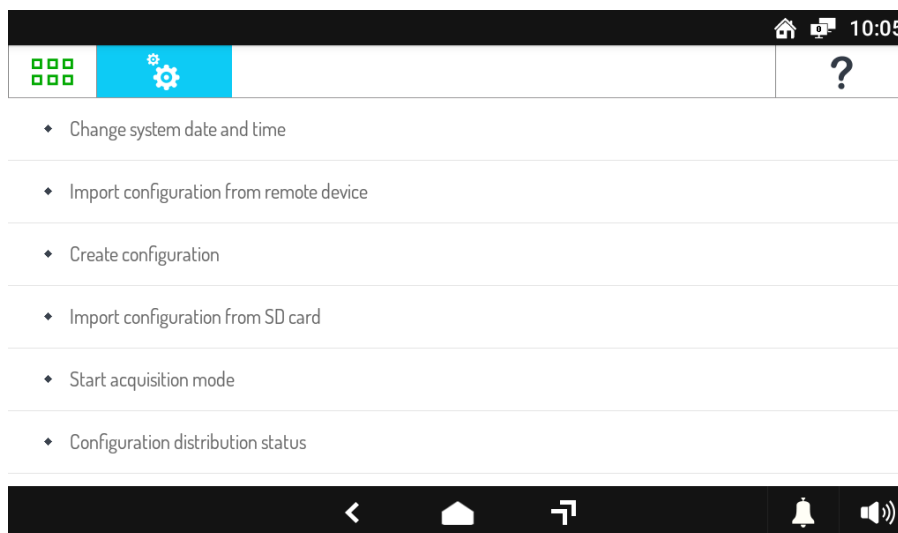 10:05
?
Change system date and time
Import configuration from remote device
Create configuration
Import configuration from SD card
Start acquisition mode
Configuration distribution status